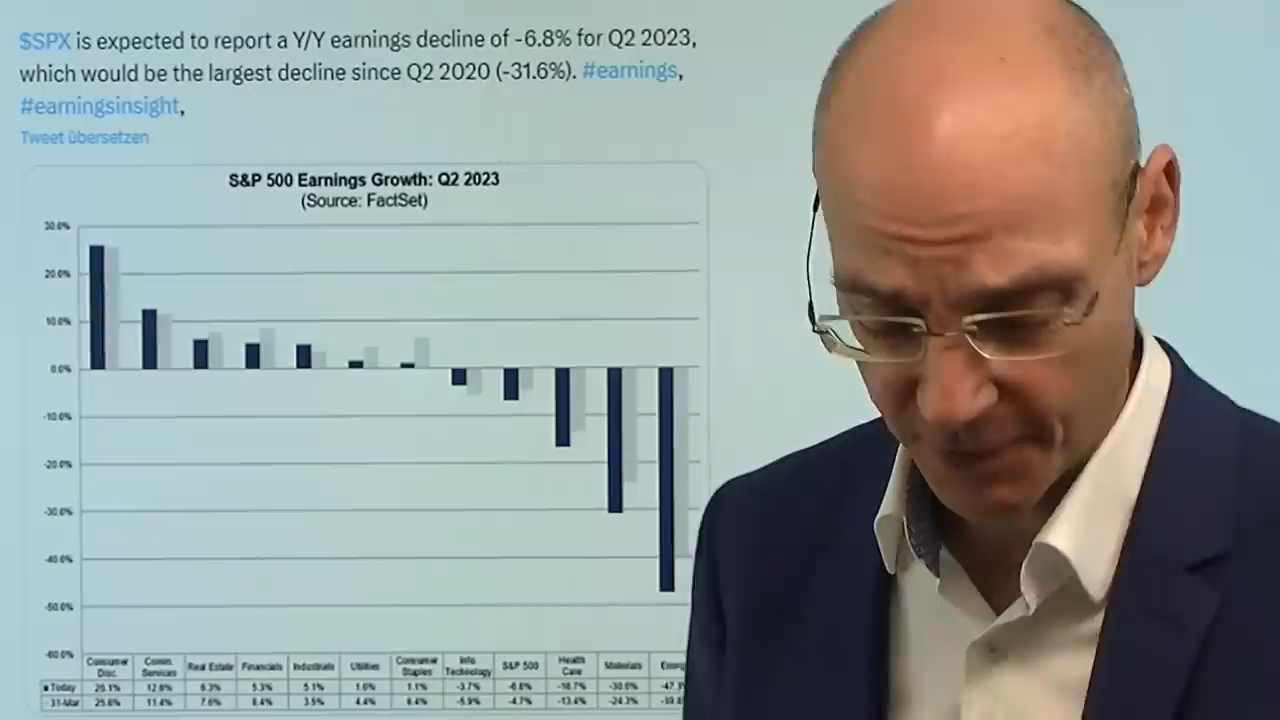 $SPX is expected to report a Y/Y earnings decline of -6.8% for Q2 2023,
which would be the largest decline since Q2 2020 (-31.6%). #earnings,
#earningsinsight,
Tweet übersetzen
S&P 500 Earnings Growth: Q2 2023
(Source: FactSet)
30.0%
20.0%
10.0%
0.0%
-10.0%
-20.0%
-30.0%
-40.0%
-50.0%
-60.0%
Consumer Disc. Comm. Services Real Estate Financials Industrials Utilities Consumer Staples Info Technology S&P 500 Health Care Materials
Today 26.1% 12.6% 6.3% 5.3% 5.1% 1.6% 1.1% -3.7% -6.8% -16.7% -30.6% -47.3
31-Mar 25.8% 11.4% 7.6% 8.4% 3.5% 4.4% 6.4% -5.9% -4.7% -13.4% -24.3%